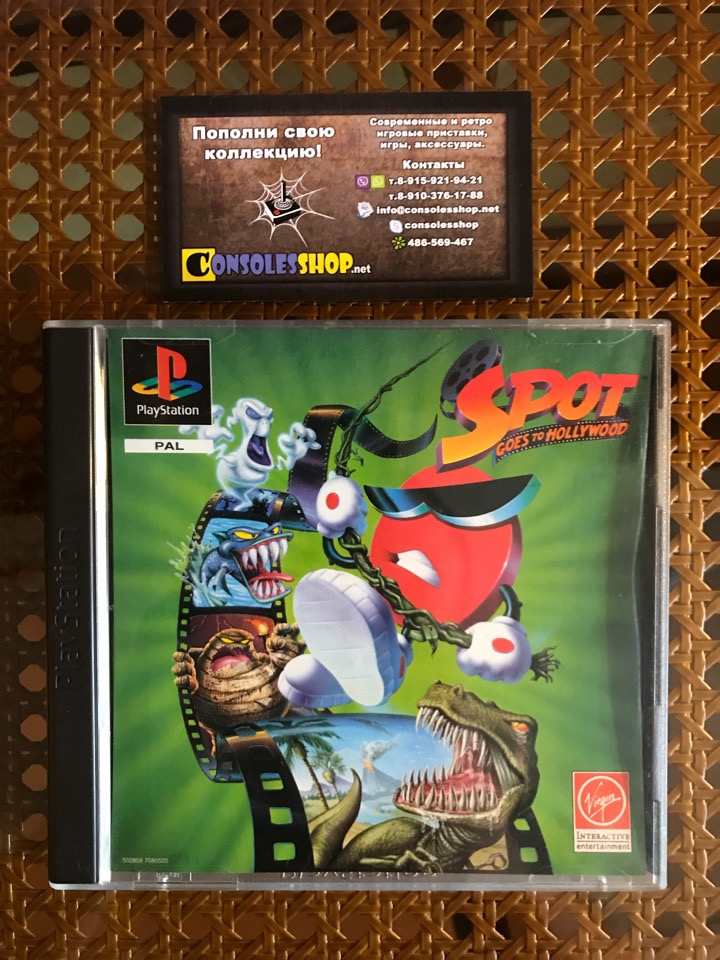 Пополни свою
коллекцию!
Современные и ретро
игровые приставки,
игры, аксессуары.
Контакты
т.8-915-921-94-21
т.8-910-376-17-88
info@consolesshop.net
consolesshop
486-569-467
CONSOLESSHOP.net
PlayStation
PAL
SPOT
GOES TO HOLLYWOOD
PlayStation
Virgin
INTERACTIVE
entertainment
502858 7080500